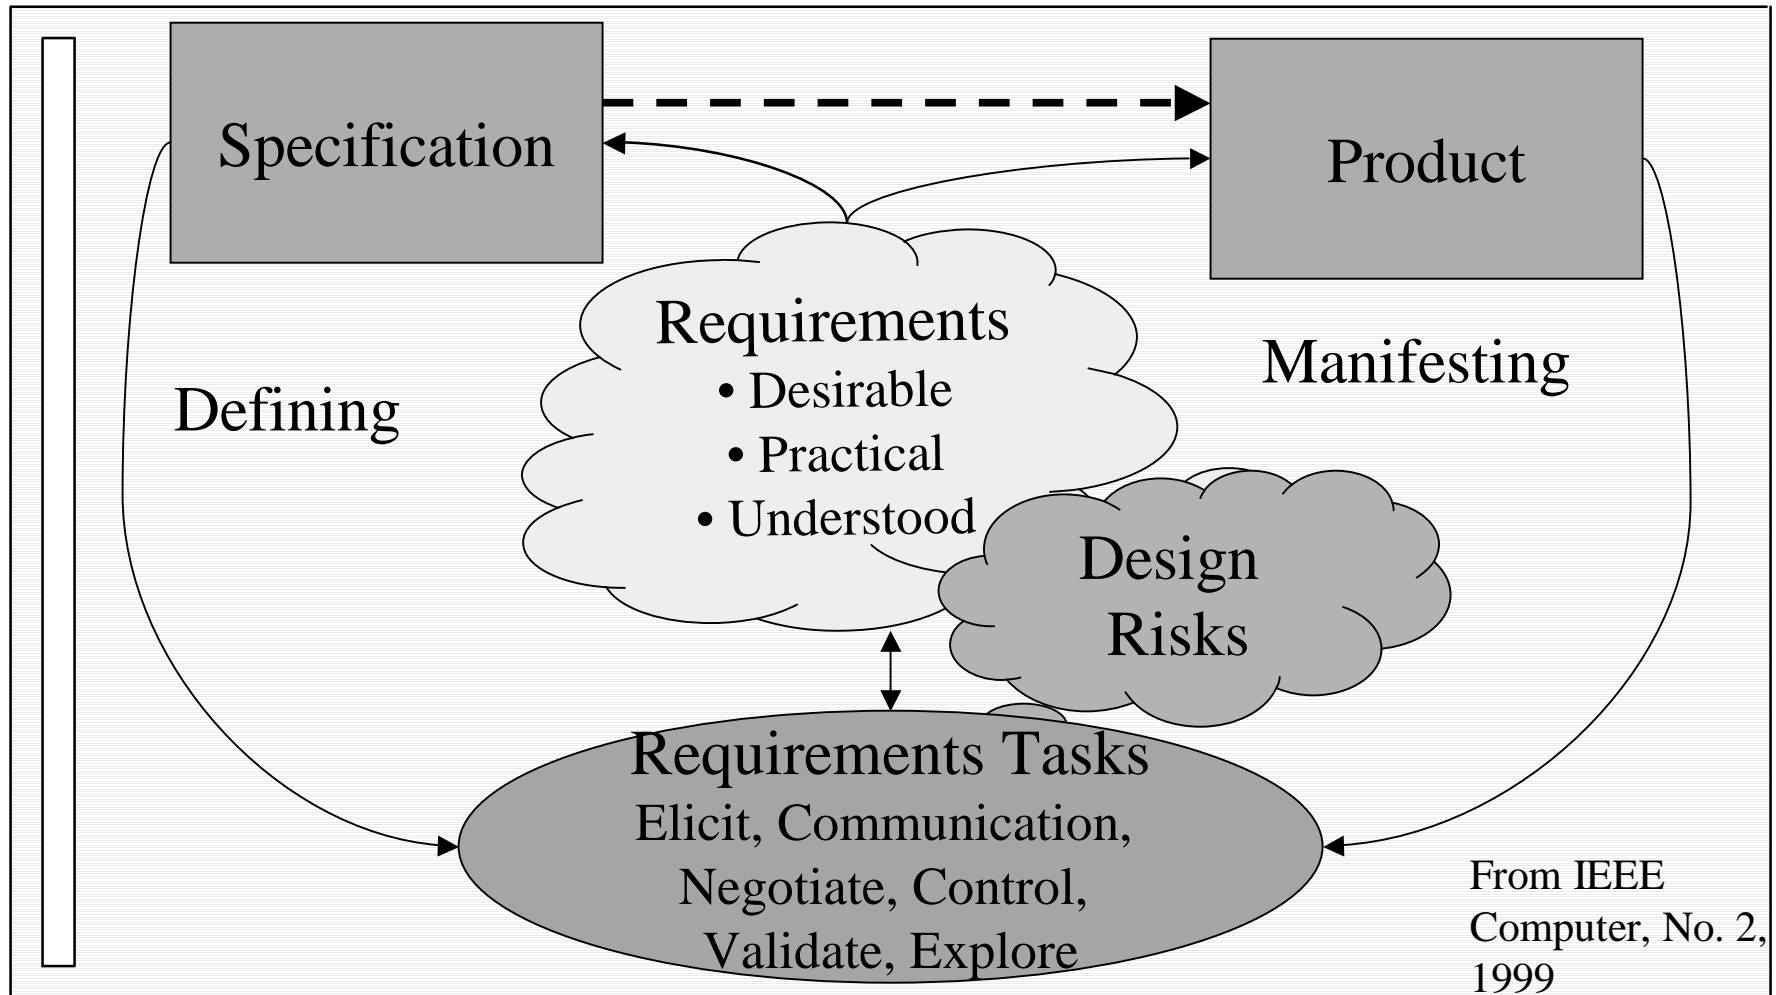 Specification
Product
Requirements
• Desirable
• Practical
• Understood
Defining
Manifesting
Design
Risks
Requirements Tasks
Elicit, Communication,
Negotiate, Control,
Validate, Explore
From IEEE
Computer, No. 2,
1999